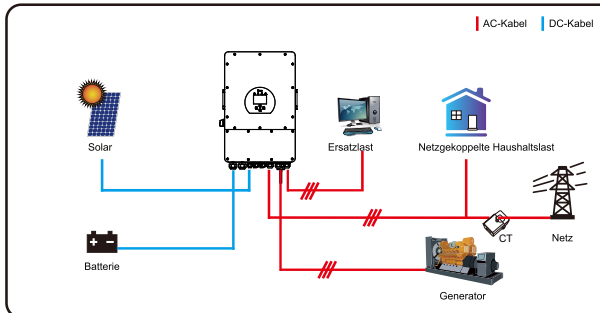 AC-Kabel
DC-Kabel
Solar
Ersatzlast
Netzgekoppelte Haushaltslast
CT
Netz
Batterie
Generator